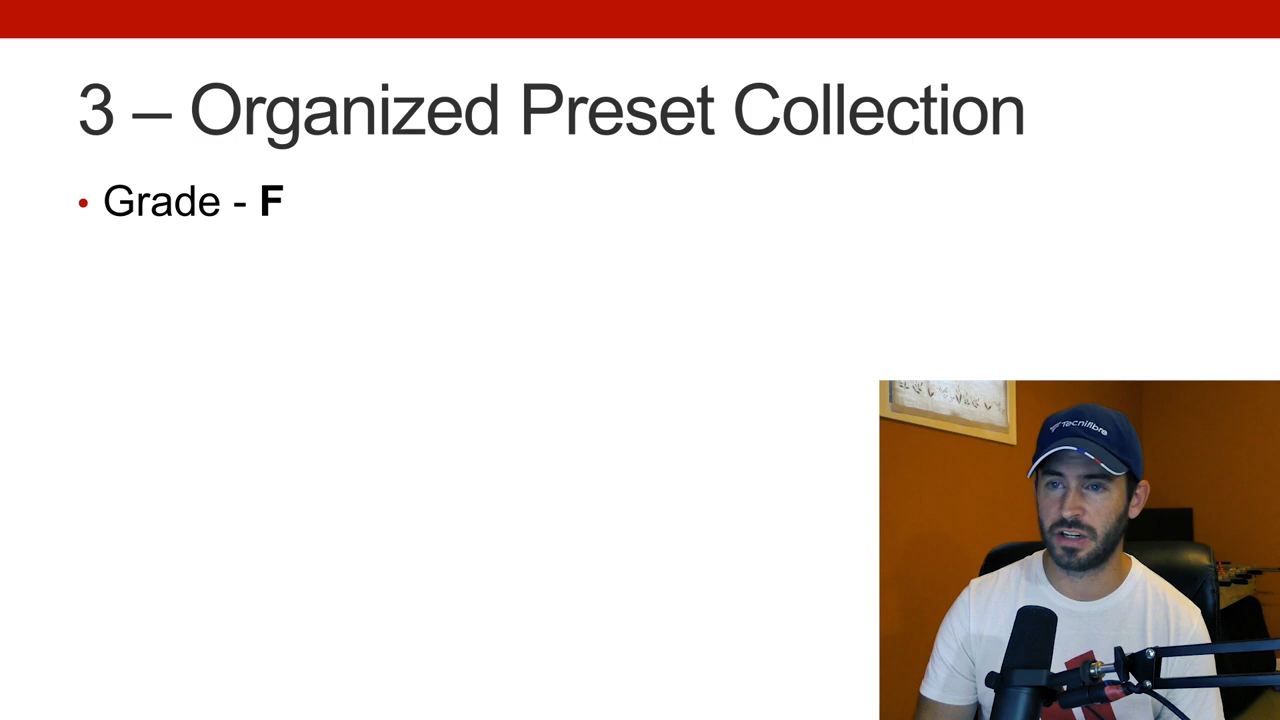 3 – Organized Preset Collection
• Grade - F
Tecnifibre